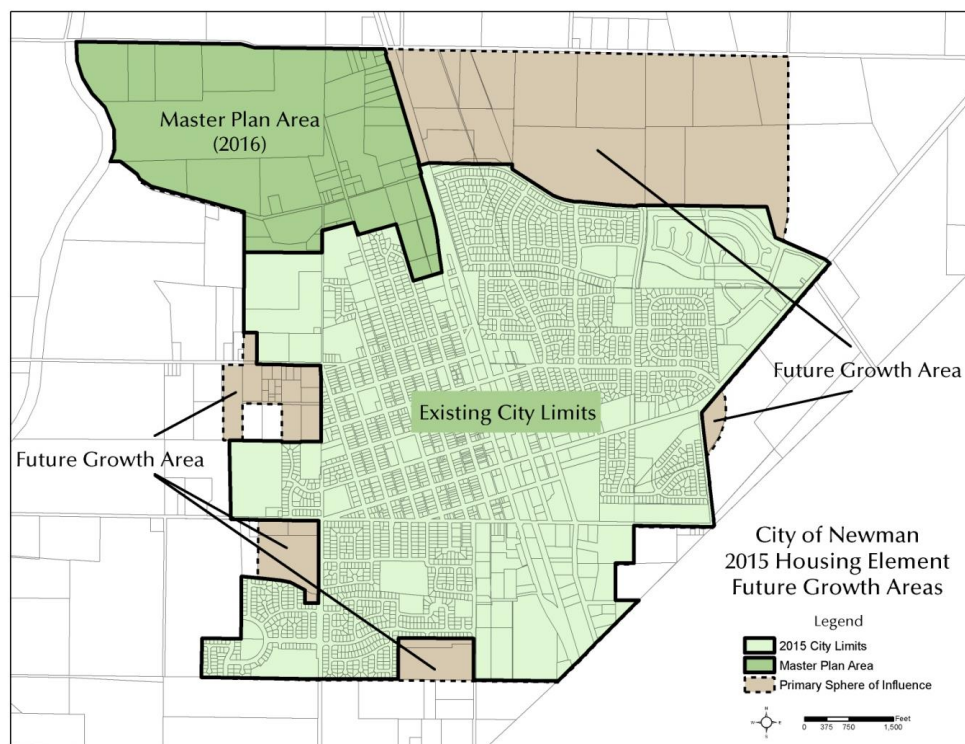 Master Plan Area
(2016)
Existing City Limits
Future Growth Area
Future Growth Area
City of Newman
2015 Housing Element
Future Growth Areas
Legend
2015 City Limits
Master Plan Area
Primary Sphere of Influence
N
W E
S
Feet
0 375 750 1,500